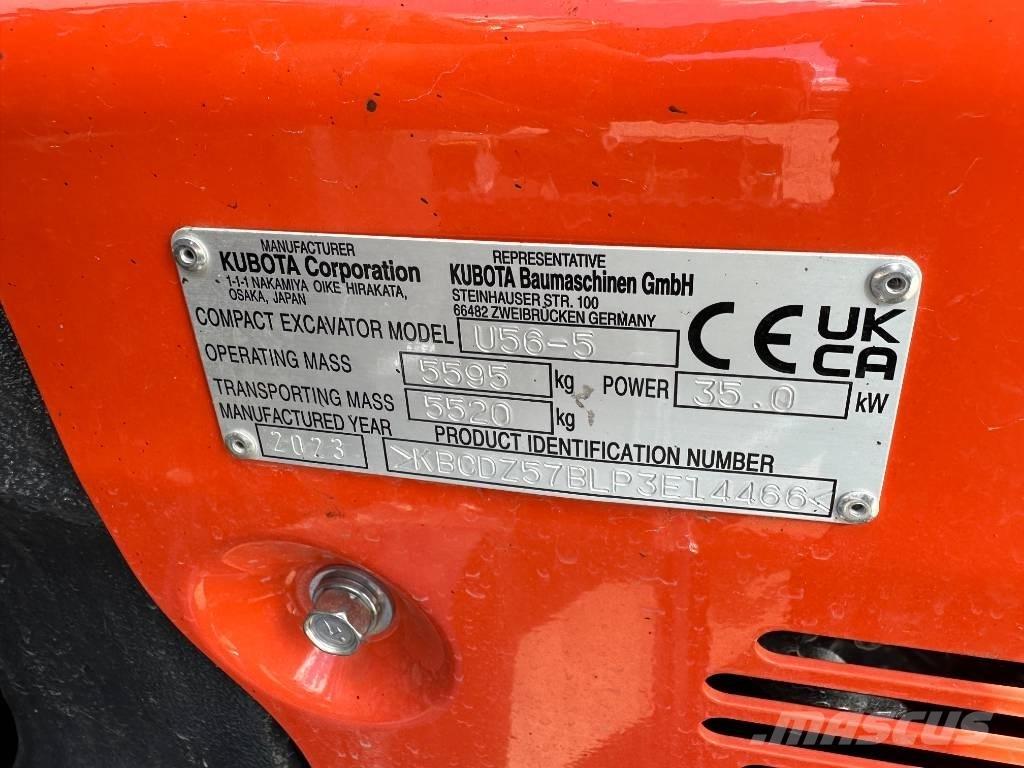 MANUFACTURER
KUBOTA Corporation
1-1-1 NAKAMIYA OIKE HIRAKATA,
OSAKA, JAPAN
REPRESENTATIVE
KUBOTA Baumaschinen GmbH
STEINHAUSER STR. 100
66482 ZWEIBRÜCKEN GERMANY
COMPACT EXCAVATOR MODEL U56-5
CE UK CA
OPERATING MASS 5595 kg POWER 35.0 kW
TRANSPORTING MASS 5520 kg
MANUFACTURED YEAR 2023
PRODUCT IDENTIFICATION NUMBER
>KBCDZ57BLP3E14466<
MASCUS